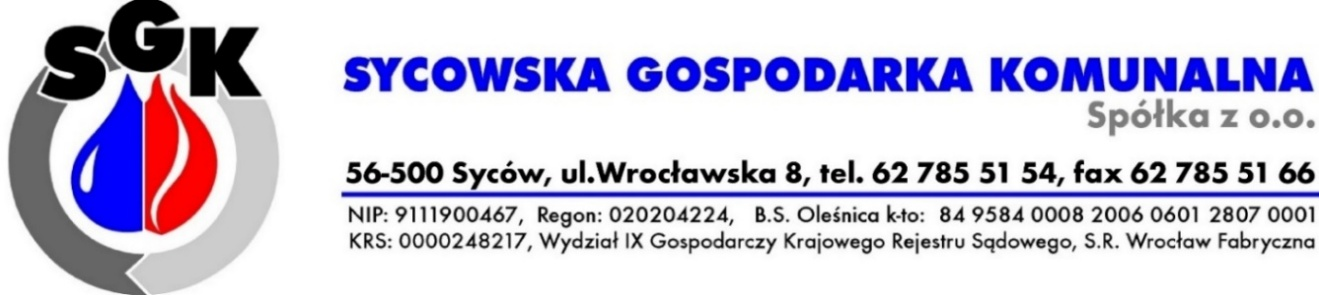 SGK
SYCOWSKA GOSPODARKA KOMUNALNA
Spółka z o.o.
56-500 Syców, ul.Wrocławska 8, tel. 62 785 51 54, fax 62 785 51 66
NIP: 9111900467, Regon: 020204224, B.S. Oleśnica k-to: 84 9584 0008 2006 0601 2807 0001
KRS: 0000248217, Wydział IX Gospodarczy Krajowego Rejestru Sądowego, S.R. Wrocław Fabryczna